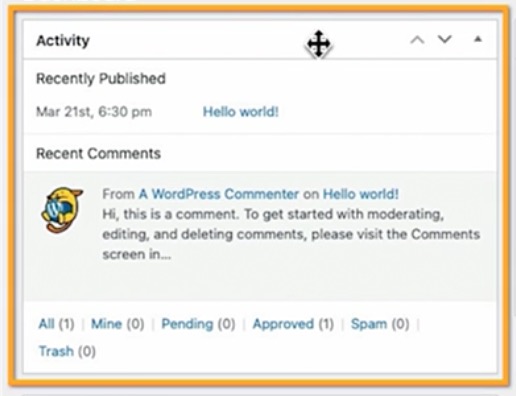 Activity
Recently Published
Mar 21st, 6:30 pm Hello world!
Recent Comments
From A WordPress Commenter on Hello world!
Hi, this is a comment. To get started with moderating,
editing, and deleting comments, please visit the Comments
screen in...
All (1) | Mine (0) | Pending (0) | Approved (1) | Spam (0) |
Trash (0)